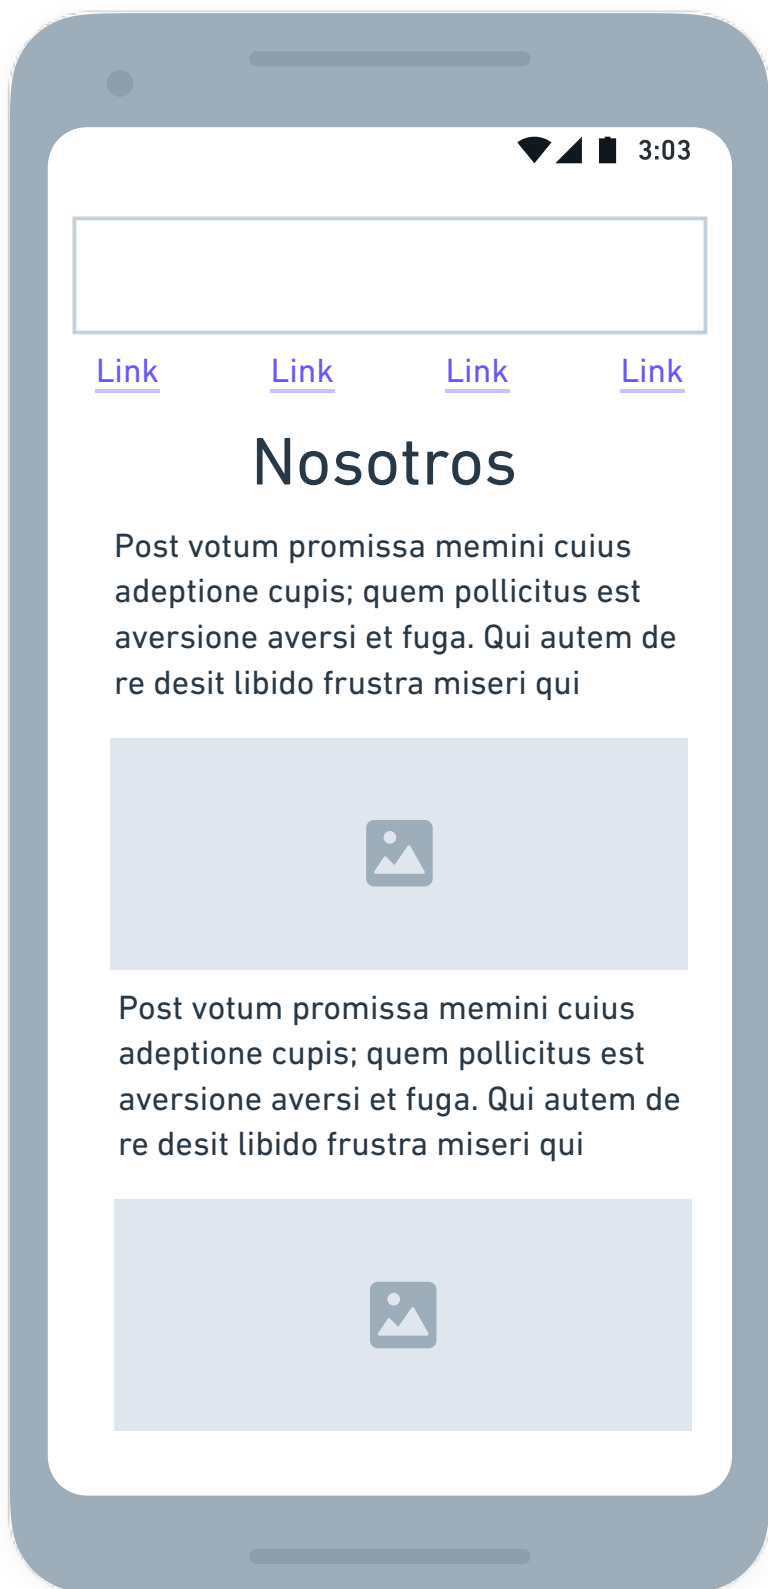 3:03
Link Link Link Link
Nosotros
Post votum promissa memini cuius
adeptione cupis; quem pollicitus est
aversione aversi et fuga. Qui autem de
re desit libido frustra miseri qui
Post votum promissa memini cuius
adeptione cupis; quem pollicitus est
aversione aversi et fuga. Qui autem de
re desit libido frustra miseri qui